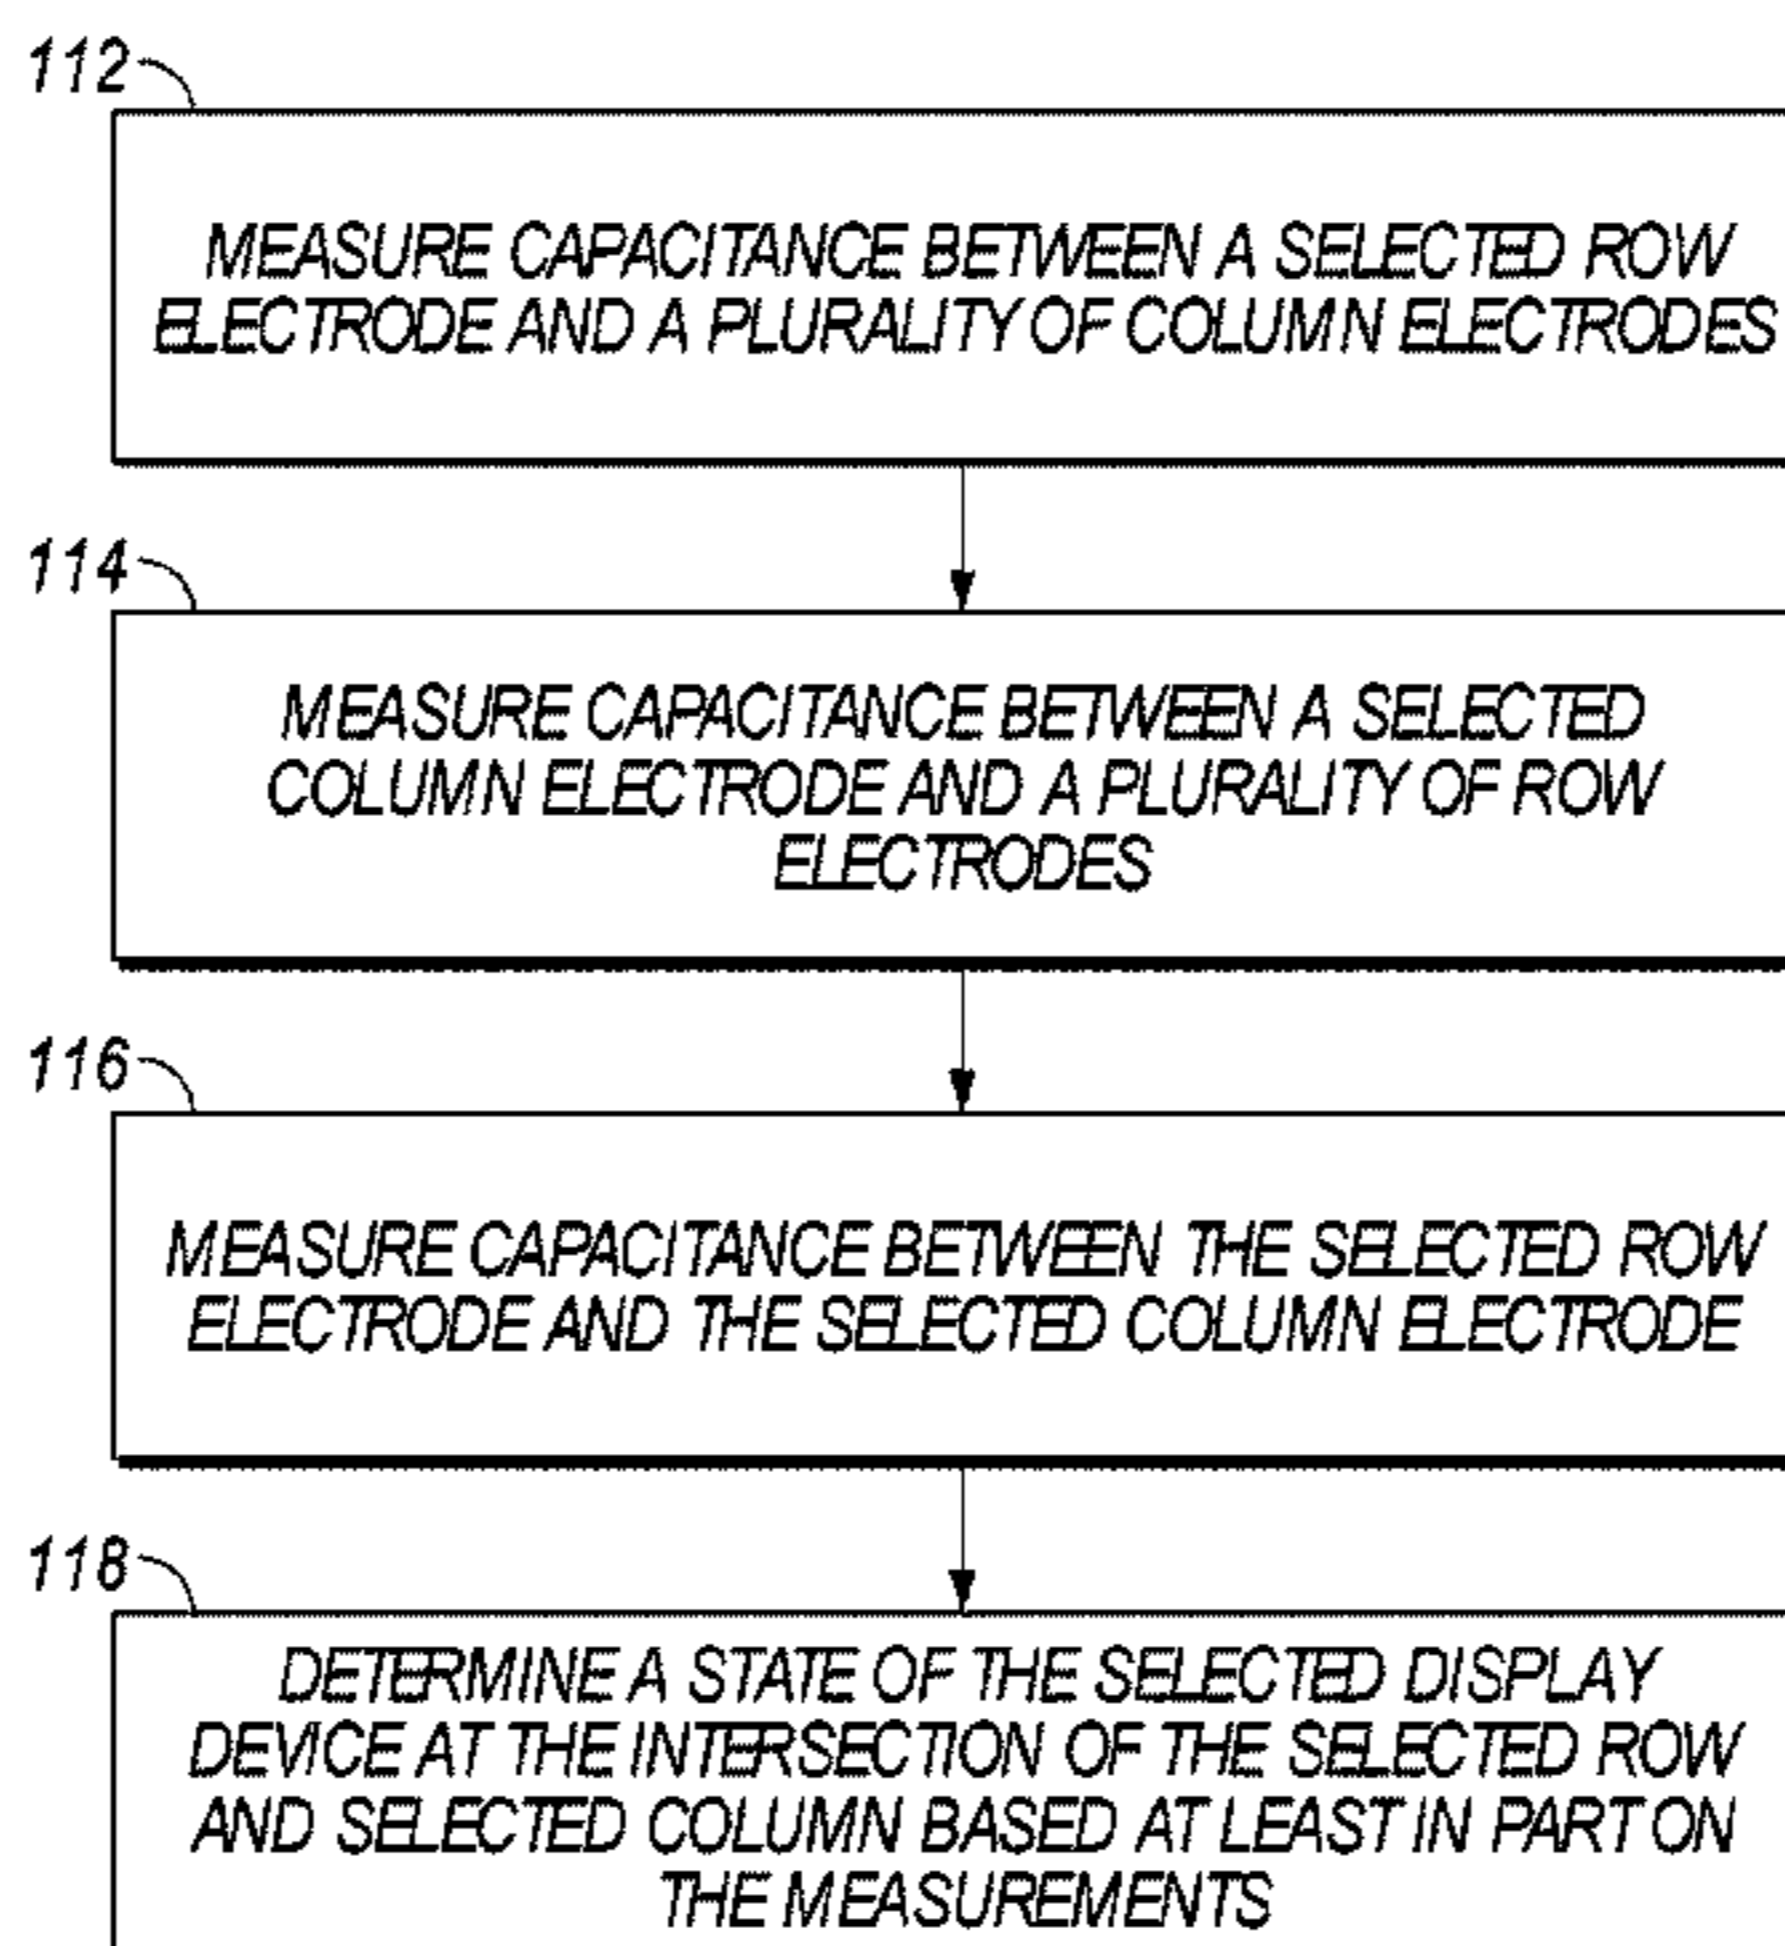 112
MEASURE CAPACITANCE BETWEEN A SELECTED ROW
ELECTRODE AND A PLURALITY OF COLUMN ELECTRODES
114
MEASURE CAPACITANCE BETWEEN A SELECTED
COLUMN ELECTRODE AND A PLURALITY OF ROW
ELECTRODES
116
MEASURE CAPACITANCE BETWEEN THE SELECTED ROW
ELECTRODE AND THE SELECTED COLUMN ELECTRODE
118
DETERMINE A STATE OF THE SELECTED DISPLAY
DEVICE AT THE INTERSECTION OF THE SELECTED ROW
AND SELECTED COLUMN BASED AT LEAST IN PART ON
THE MEASUREMENTS